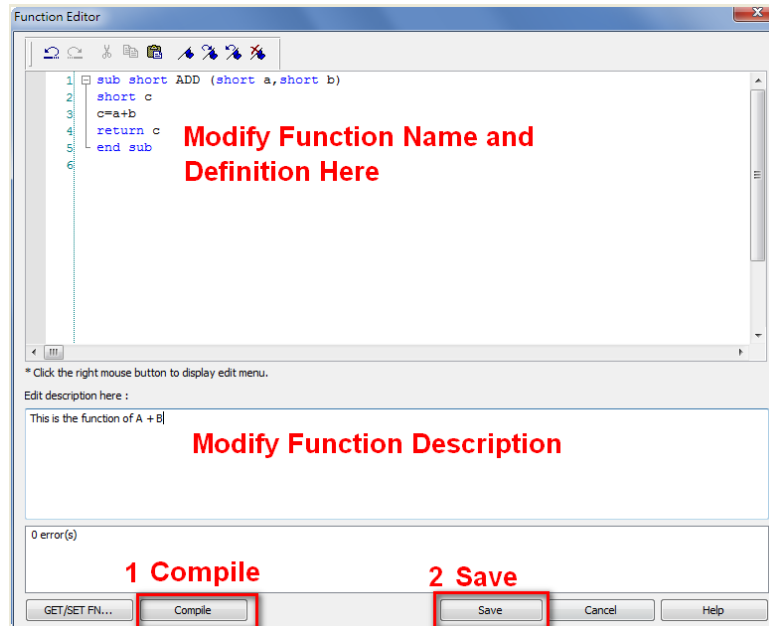 Function Editor
1 sub short ADD (short a,short b)
2 short c
3 c=a+b
4 return c
5 end sub
6
Modify Function Name and
Definition Here
* Click the right mouse button to display edit menu.
Edit description here :
This is the function of A + B
Modify Function Description
0 error(s)
1 Compile
2 Save
GET/SET FN... Compile Save Cancel Help